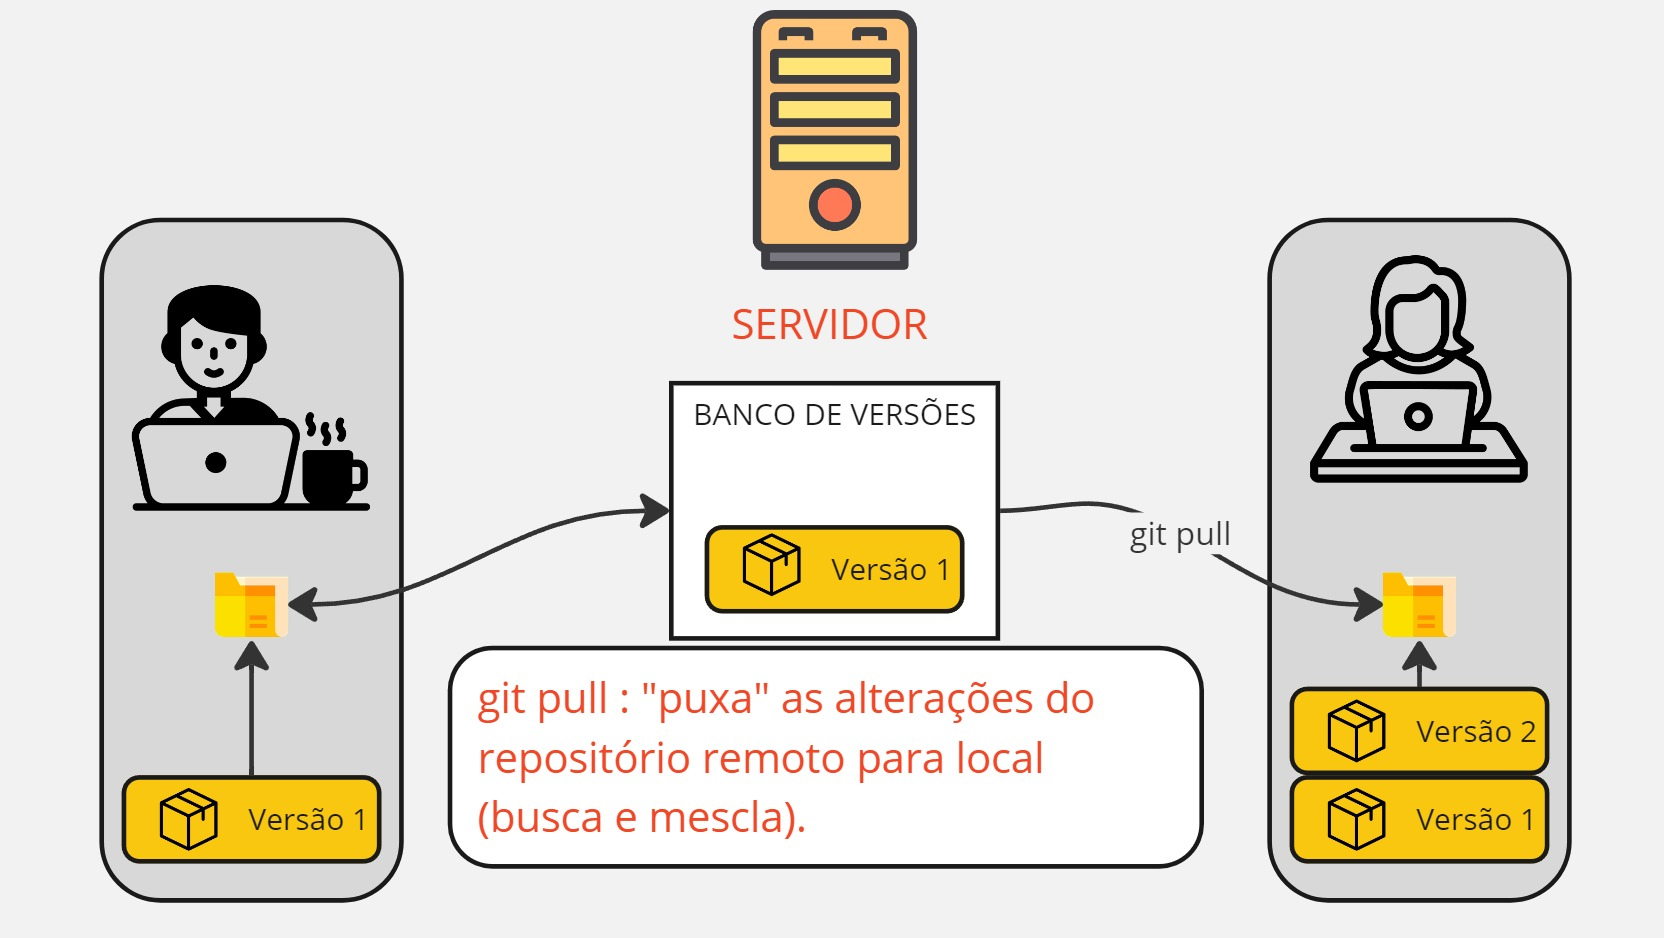 SERVIDOR
BANCO DE VERSÕES
git pull
Versão 1
git pull : "puxa" as alterações do
repositório remoto para local
(busca e mescla).
Versão 1
Versão 2
Versão 1